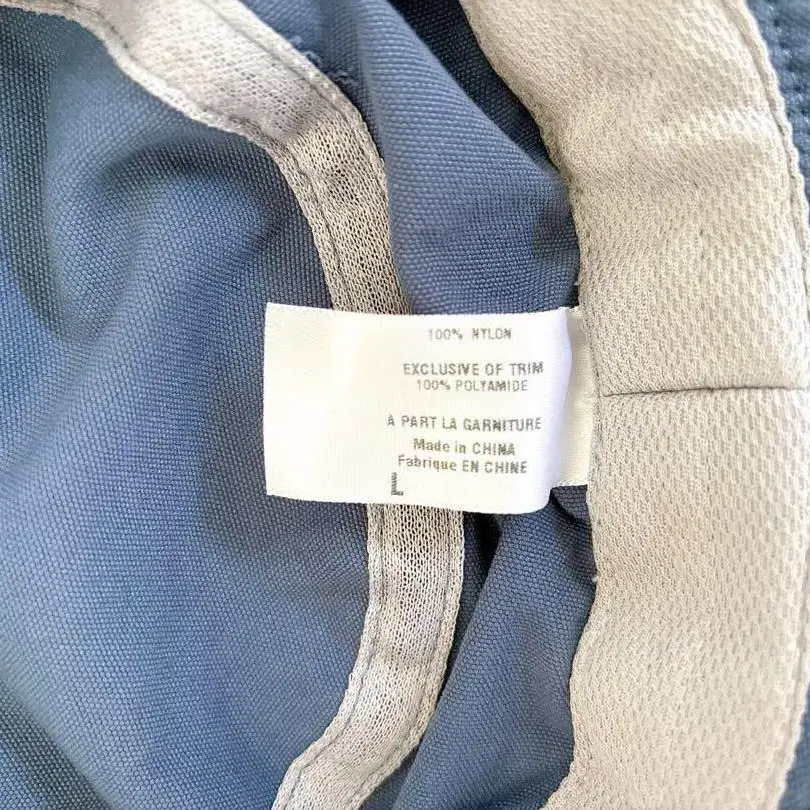 100% NYLON
EXCLUSIVE OF TRIM
100% POLYAMIDE
À PART LA GARNITURE
Made in CHINA
Fabrique EN CHINE
L